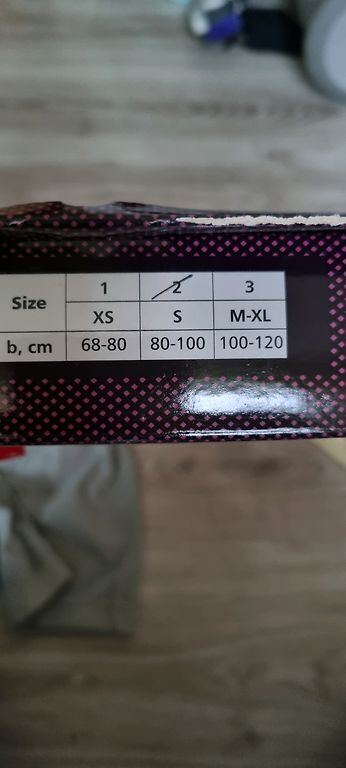 Size 1 2 3
XS S M-XL
b, cm 68-80 80-100 100-120